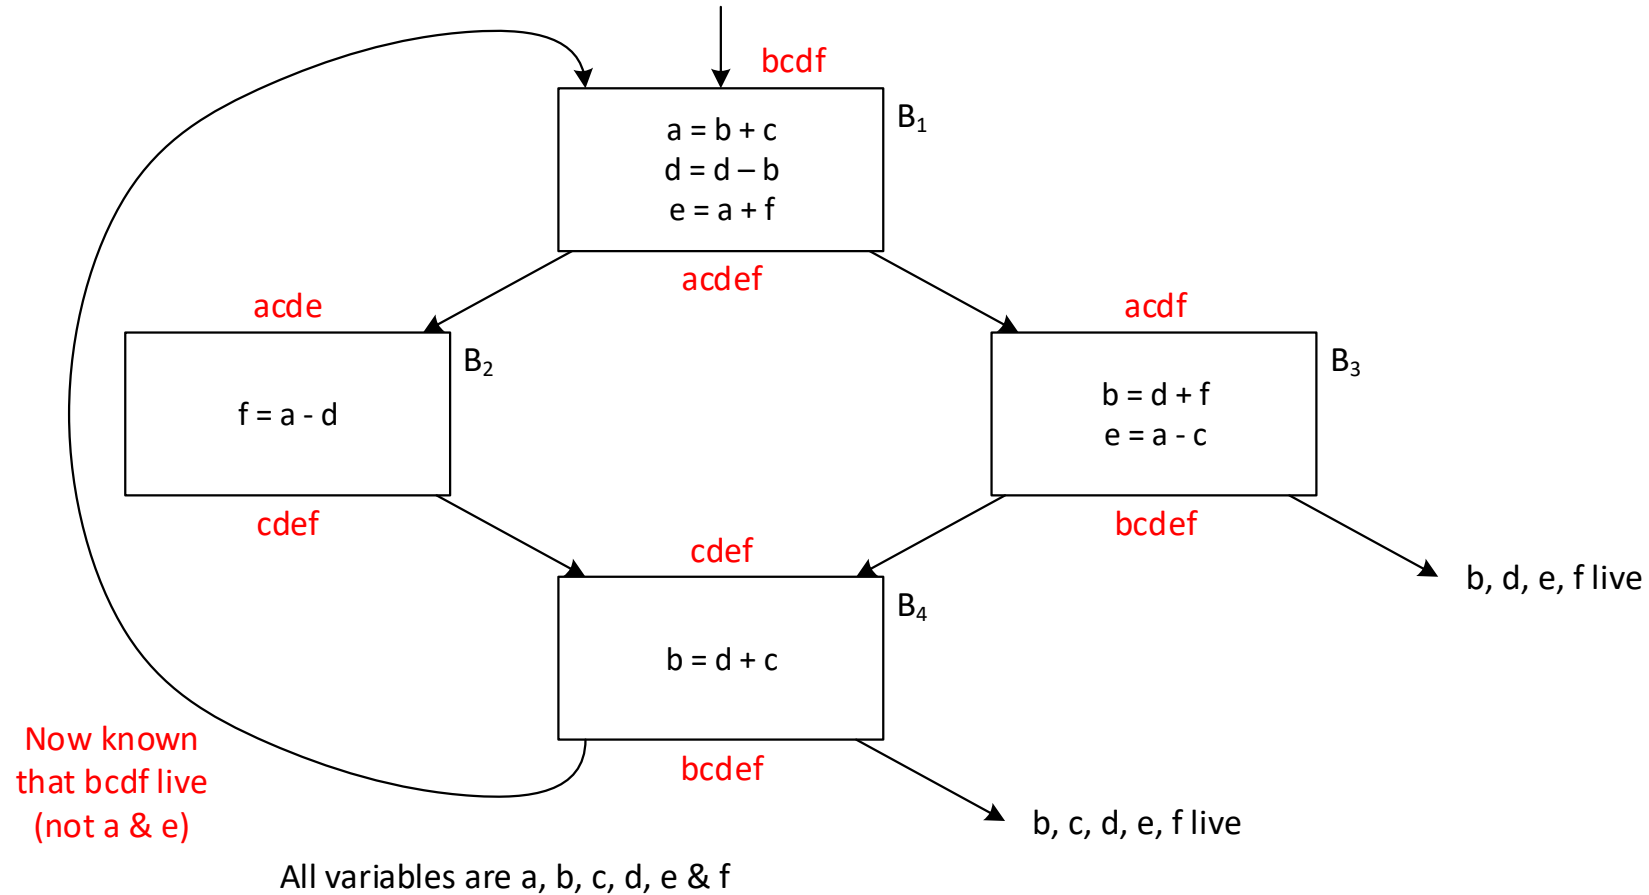 bcdf
B₁
a = b + c
d = d – b
e = a + f
acdef
acde
acdf
B₂
B₃
f = a - d
b = d + f
e = a - c
cdef
bcdef
cdef
b, d, e, f live
B₄
b = d + c
Now known
that bcdf live
(not a & e)
bcdef
b, c, d, e, f live
All variables are a, b, c, d, e & f